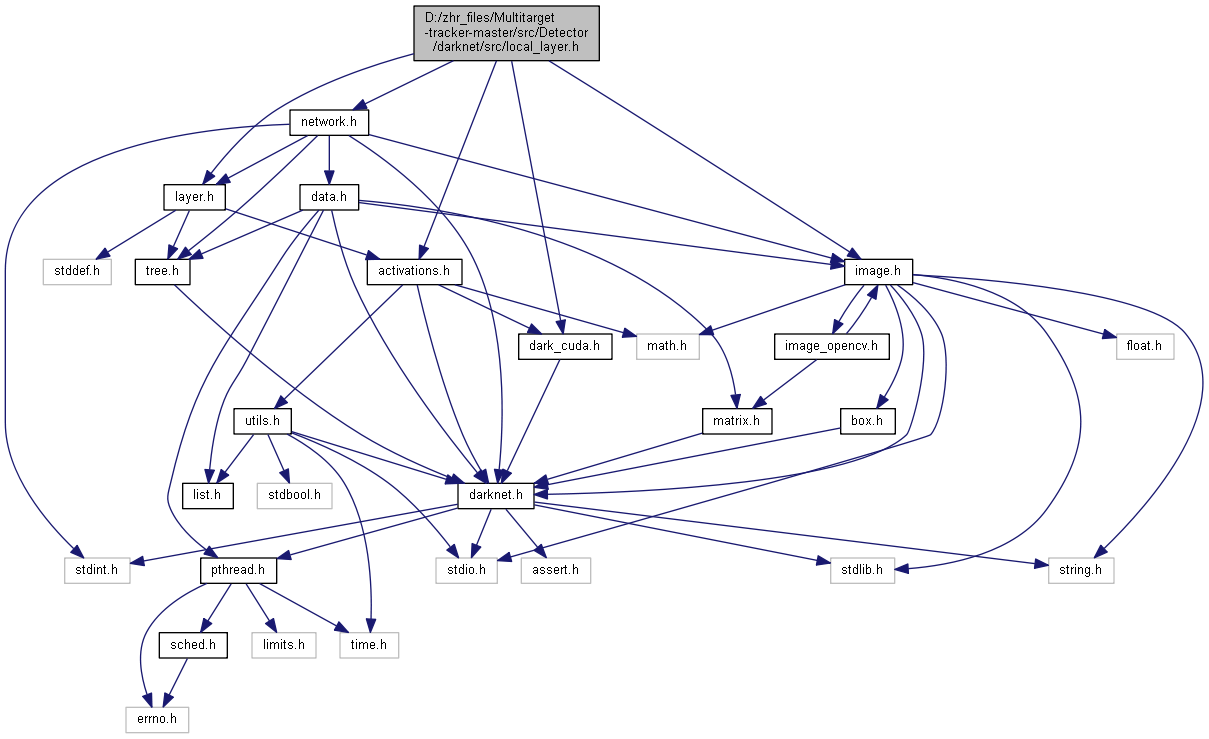 D:/zhr_files/Multitarget
-tracker-master/src/Detector
/darknet/src/local_layer.h
network.h
layer.h
data.h
stddef.h
tree.h
activations.h
image.h
dark_cuda.h
math.h
image_opencv.h
float.h
utils.h
matrix.h
box.h
list.h
stdbool.h
darknet.h
stdint.h
pthread.h
stdio.h
assert.h
stdlib.h
string.h
sched.h
limits.h
time.h
errno.h